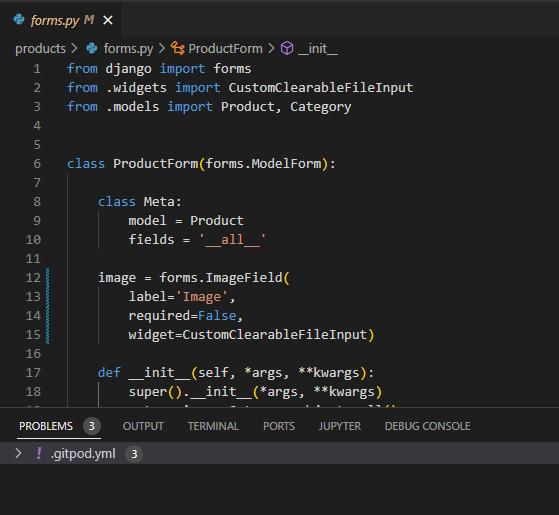 forms.py M
products > forms.py > ProductForm > __init__
1 from django import forms
2 from .widgets import CustomClearableFileInput
3 from .models import Product, Category
4
5
6 class ProductForm(forms.ModelForm):
7
8 class Meta:
9 model = Product
10 fields = '__all__'
11
12 image = forms.ImageField(
13 label='Image',
14 required=False,
15 widget=CustomClearableFileInput)
16
17 def __init__(self, *args, **kwargs):
18 super().__init__(*args, **kwargs)
PROBLEMS 3 OUTPUT TERMINAL PORTS JUPYTER DEBUG CONSOLE
> ! .gitpod.yml 3